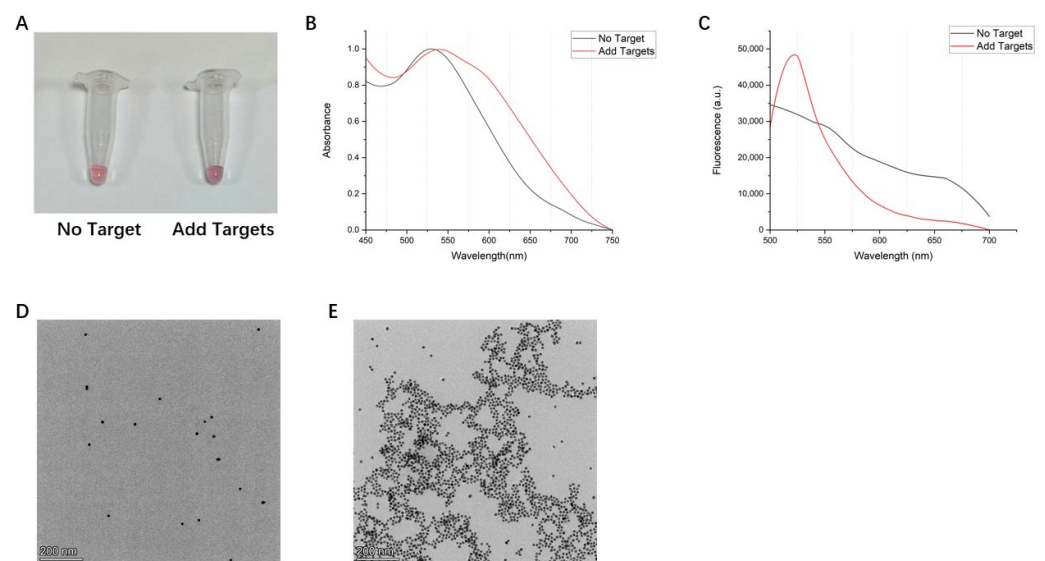 A
No Target
Add Targets
B
No Target
Add Targets
1.0
0.8
0.6
0.4
0.2
0.0
Absorbance
450
500
550
600
650
700
750
Wavelength(nm)
C
No Target
Add Targets
50,000
40,000
30,000
20,000
10,000
0
Fluorescence (a.u.)
500
550
600
650
700
Wavelength (nm)
D
200 nm
E
200 nm